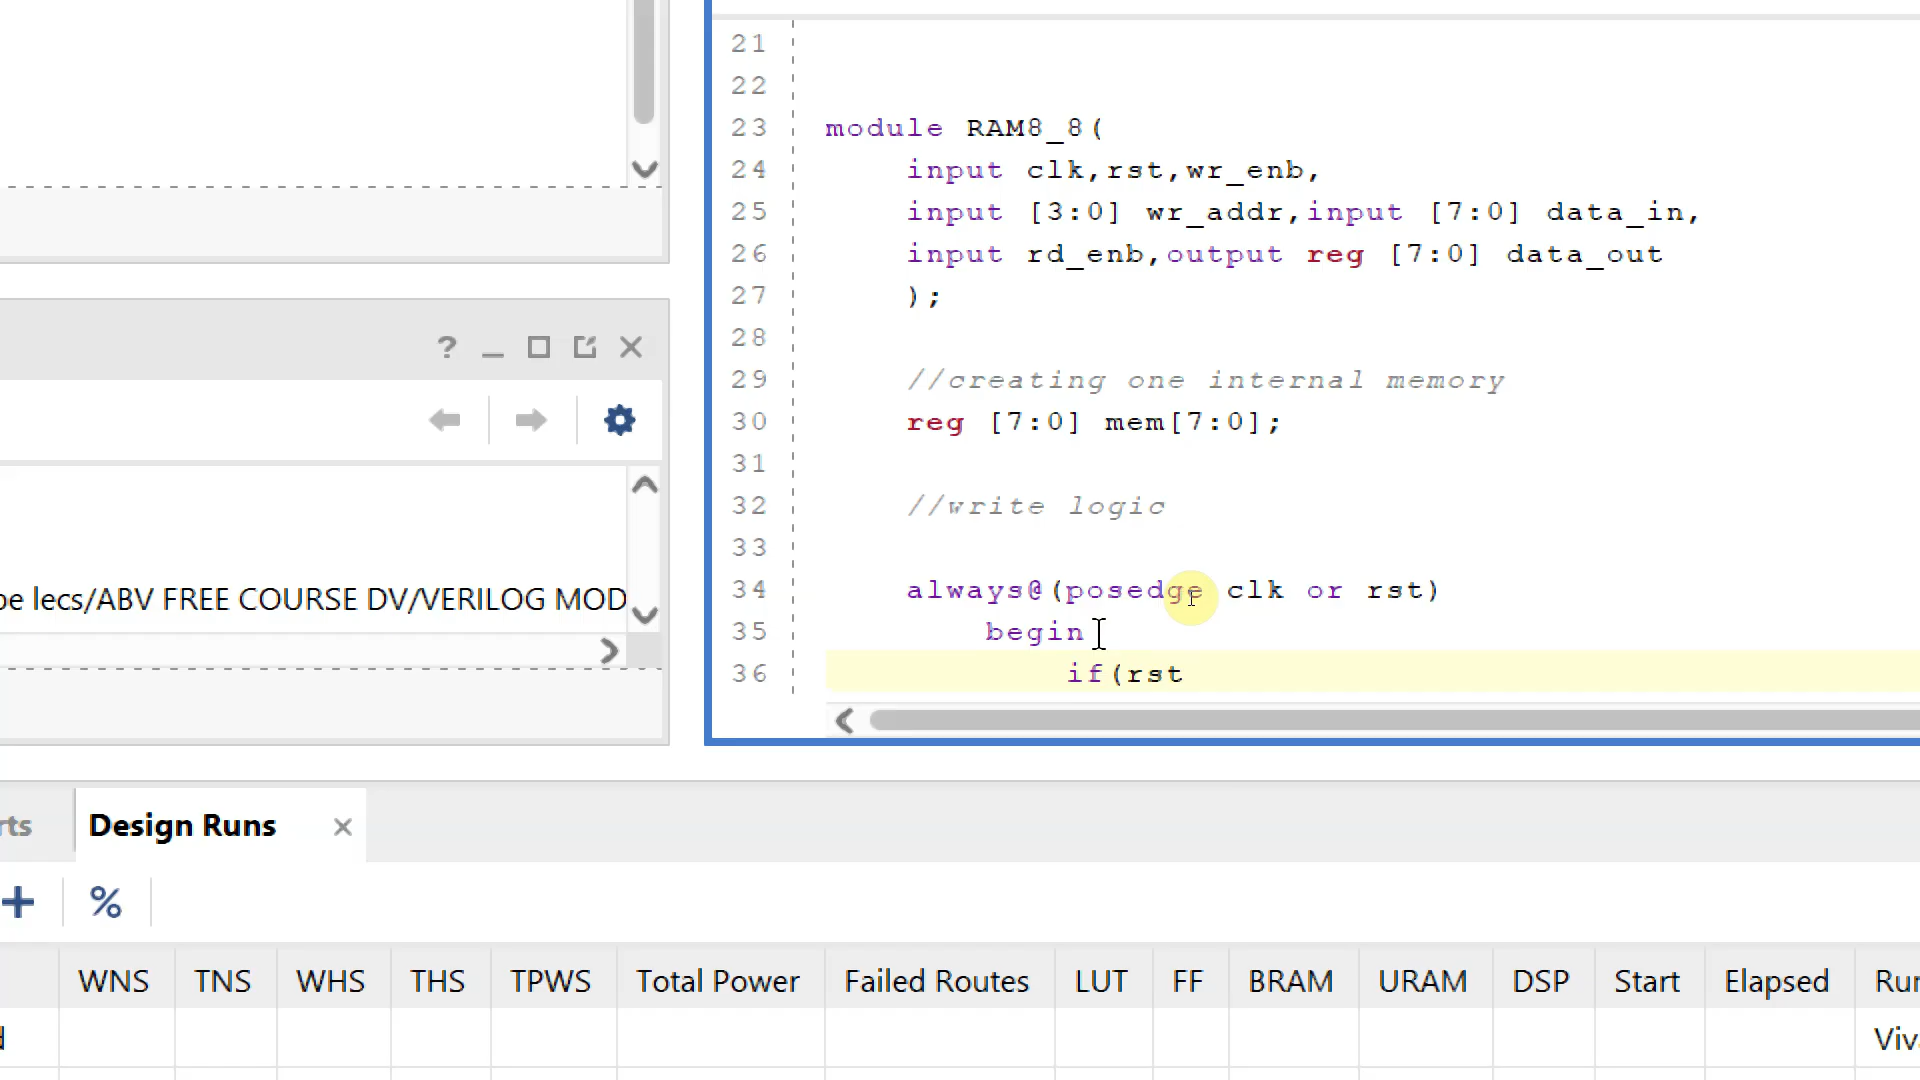 21
22
23 module RAM8_8(
24 input clk,rst,wr_enb,
25 input [3:0] wr_addr,input [7:0] data_in,
26 input rd_enb,output reg [7:0] data_out
27 );
28
29 //creating one internal memory
30 reg [7:0] mem[7:0];
31
32 //write logic
33
34 always@(posedge clk or rst)
35 begin
36 if(rst
?
be lecs/ABV FREE COURSE DV/VERILOG MOD
rts
Design Runs
%
WNS TNS WHS THS TPWS Total Power Failed Routes LUT FF BRAM URAM DSP Start Elapsed Run
d
Viv